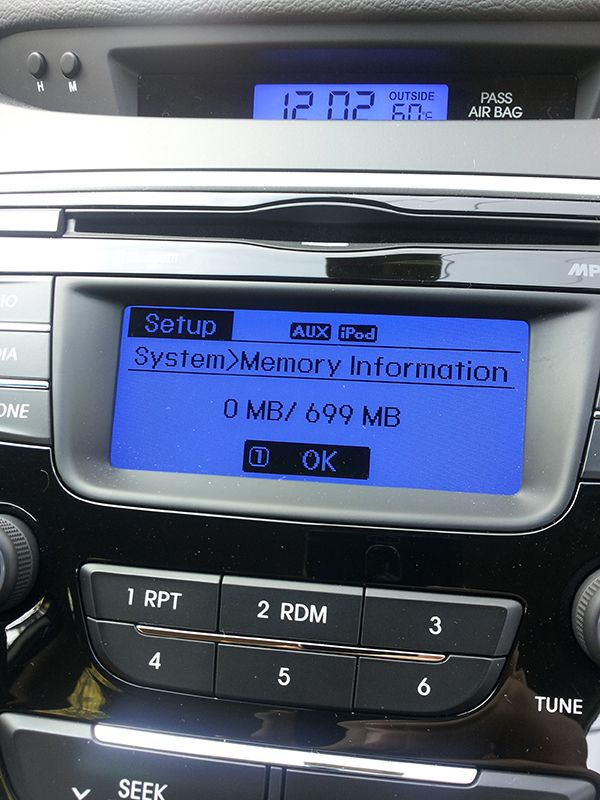 H M
12:02 OUTSIDE 60°F
PASS
AIR BAG
MP
Setup AUX iPod
System>Memory Information
0 MB/ 699 MB
1 OK
1 RPT 2 RDM 3
4 5 6
TUNE
SEEK